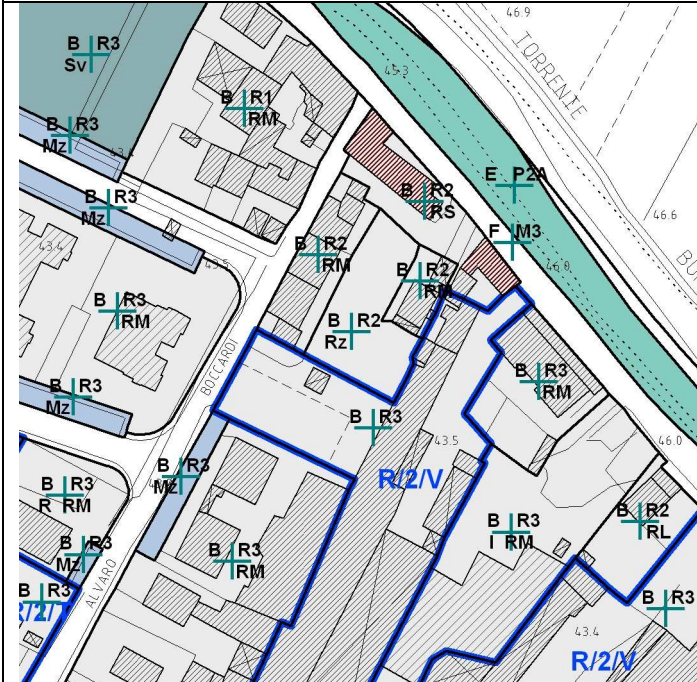 46.9
TORRENTE
B R3
Sv
45.3
B R1
RM
B R3
Mz
E P2A
B R2
RS
B R3
Mz
46.6
F M3
43.4
B R2
RM
43.5
46.0
B R2
RM
B R3
RM
B R2
Rz
BOCCARDI
B R3
RM
B R3
Mz
B R3
43.5
46.0
B R3
Mz
R/2/V
B R3
R RM
B R2
RL
B R3
I RM
B R3
Mz
B R3
RM
ALVARO
B R3
B R3
43.4
R/2/V